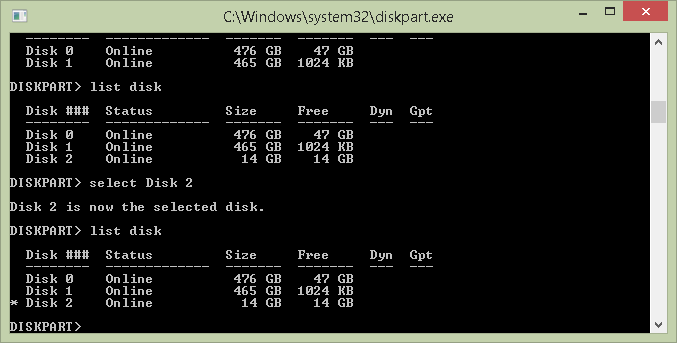 C:\Windows\system32\diskpart.exe
-------- ------------- ------- ------- --- ---
Disk 0 Online 476 GB 47 GB
Disk 1 Online 465 GB 1024 KB
DISKPART> list disk
Disk ### Status Size Free Dyn Gpt
-------- ------------- ------- ------- --- ---
Disk 0 Online 476 GB 47 GB
Disk 1 Online 465 GB 1024 KB
Disk 2 Online 14 GB 14 GB
DISKPART> select Disk 2
Disk 2 is now the selected disk.
DISKPART> list disk
Disk ### Status Size Free Dyn Gpt
-------- ------------- ------- ------- --- ---
Disk 0 Online 476 GB 47 GB
Disk 1 Online 465 GB 1024 KB
* Disk 2 Online 14 GB 14 GB
DISKPART>